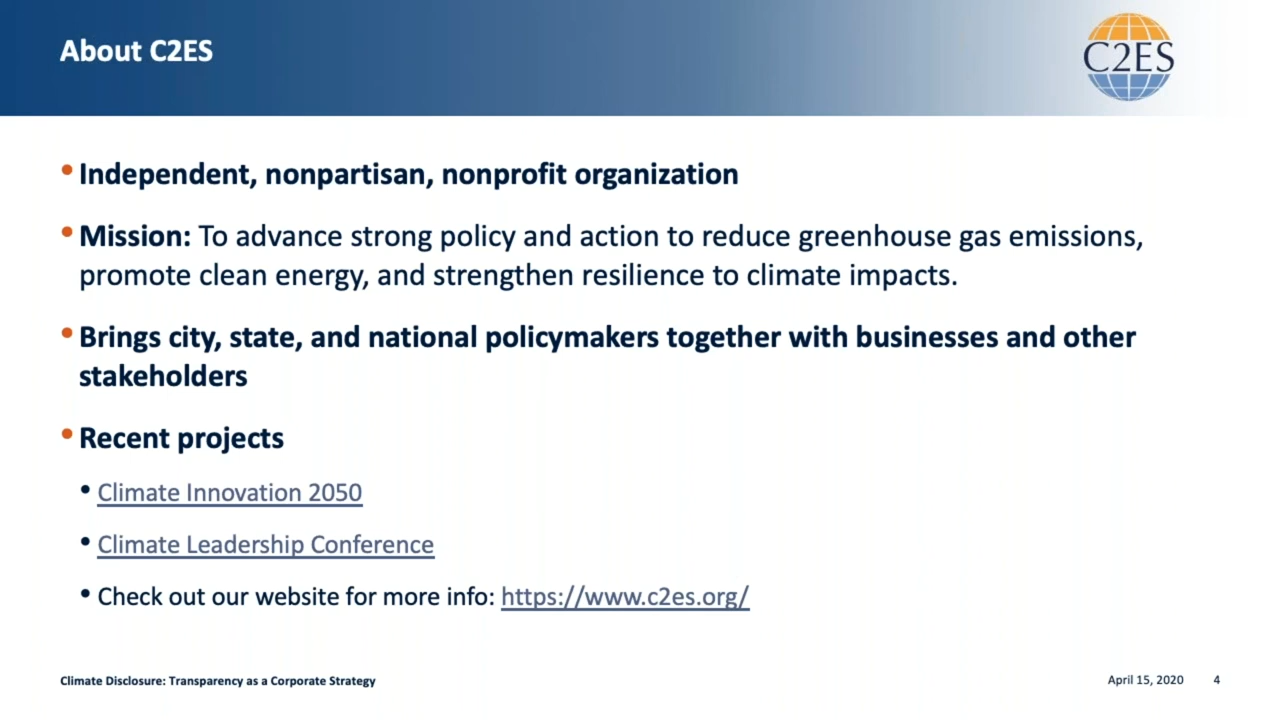 About C2ES
C2ES
• Independent, nonpartisan, nonprofit organization
• Mission: To advance strong policy and action to reduce greenhouse gas emissions,
promote clean energy, and strengthen resilience to climate impacts.
• Brings city, state, and national policymakers together with businesses and other
stakeholders
• Recent projects
• Climate Innovation 2050
• Climate Leadership Conference
• Check out our website for more info: https://www.c2es.org/
Climate Disclosure: Transparency as a Corporate Strategy
April 15, 2020 4